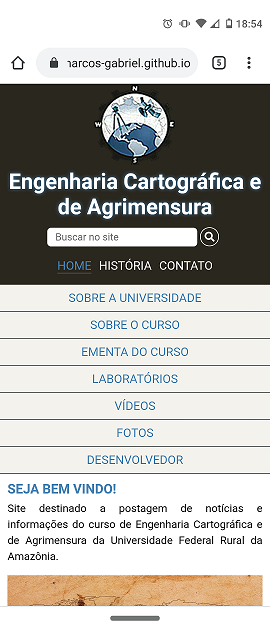 18:54
narcos-gabriel.github.io
5
N
W
E
S
Engenharia Cartográfica e
de Agrimensura
Buscar no site
HOME HISTÓRIA CONTATO
SOBRE A UNIVERSIDADE
SOBRE O CURSO
EMENTA DO CURSO
LABORATÓRIOS
VÍDEOS
FOTOS
DESENVOLVEDOR
SEJA BEM VINDO!
Site destinado a postagem de notícias e
informações do curso de Engenharia Cartográfica e
de Agrimensura da Universidade Federal Rural da
Amazônia.